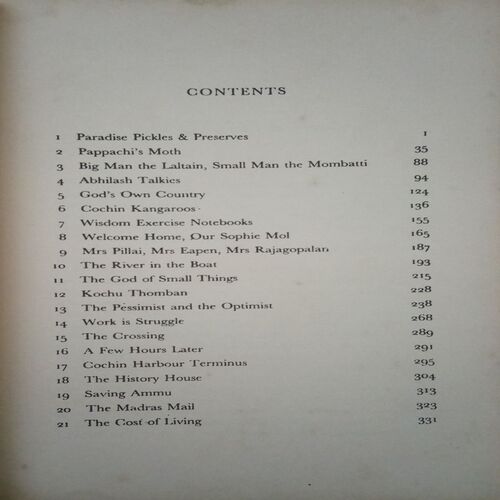 CONTENTS
1 Paradise Pickles & Preserves 1
2 Pappachi's Moth 35
3 Big Man the Laltain, Small Man the Mombatti 88
4 Abhilash Talkies 94
5 God's Own Country 124
6 Cochin Kangaroos 136
7 Wisdom Exercise Notebooks 155
8 Welcome Home, Our Sophie Mol 165
9 Mrs Pillai, Mrs Eapen, Mrs Rajagopalan 187
10 The River in the Boat 193
11 The God of Small Things 215
12 Kochu Thomban 228
13 The Pessimist and the Optimist 238
14 Work is Struggle 268
15 The Crossing 289
16 A Few Hours Later 291
17 Cochin Harbour Terminus 295
18 The History House 304
19 Saving Ammu 313
20 The Madras Mail 323
21 The Cost of Living 331